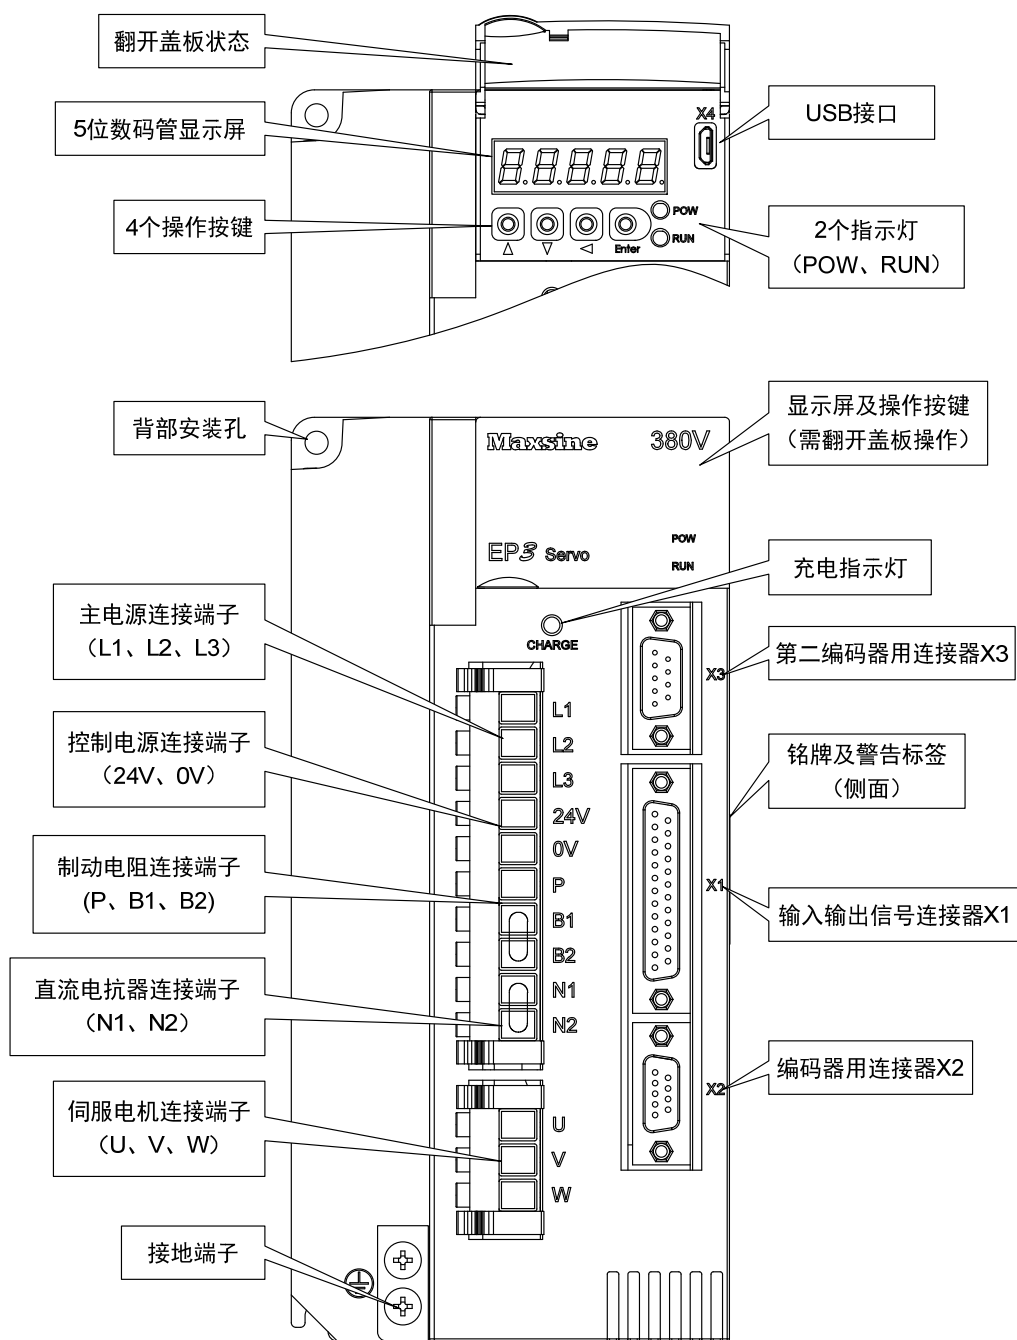 翻开盖板状态
5位数码管显示屏
4个操作按键
X4
USB接口
8.8.8.8.8.
POW
RUN
Enter
2个指示灯
（POW、RUN）
背部安装孔
Maxsine
380V
显示屏及操作按键
（需翻开盖板操作）
EP3 Servo
POW
RUN
充电指示灯
CHARGE
主电源连接端子
（L1、L2、L3）
控制电源连接端子
（24V、0V）
制动电阻连接端子
(P、B1、B2)
直流电抗器连接端子
（N1、N2）
伺服电机连接端子
（U、V、W）
接地端子
L1
L2
L3
24V
0V
P
B1
B2
N1
N2
U
V
W
X3
第二编码器用连接器X3
铭牌及警告标签
（侧面）
X1
输入输出信号连接器X1
X2
编码器用连接器X2